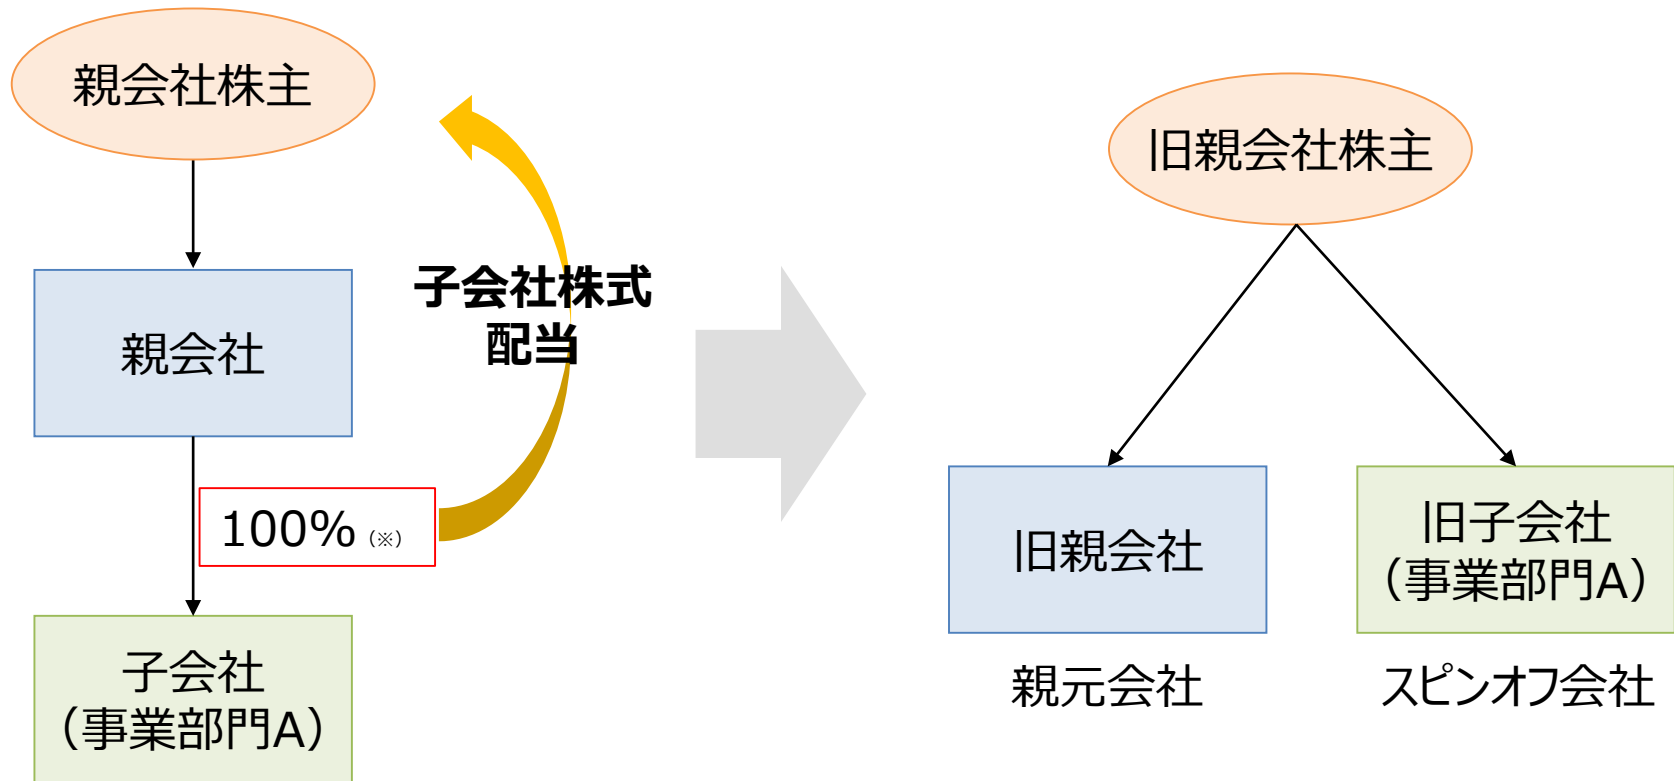 親会社株主
親会社
子会社株式
配当
100%（※）
子会社
（事業部門A）
旧親会社株主
旧親会社
旧子会社
（事業部門A）
親元会社
スピンオフ会社